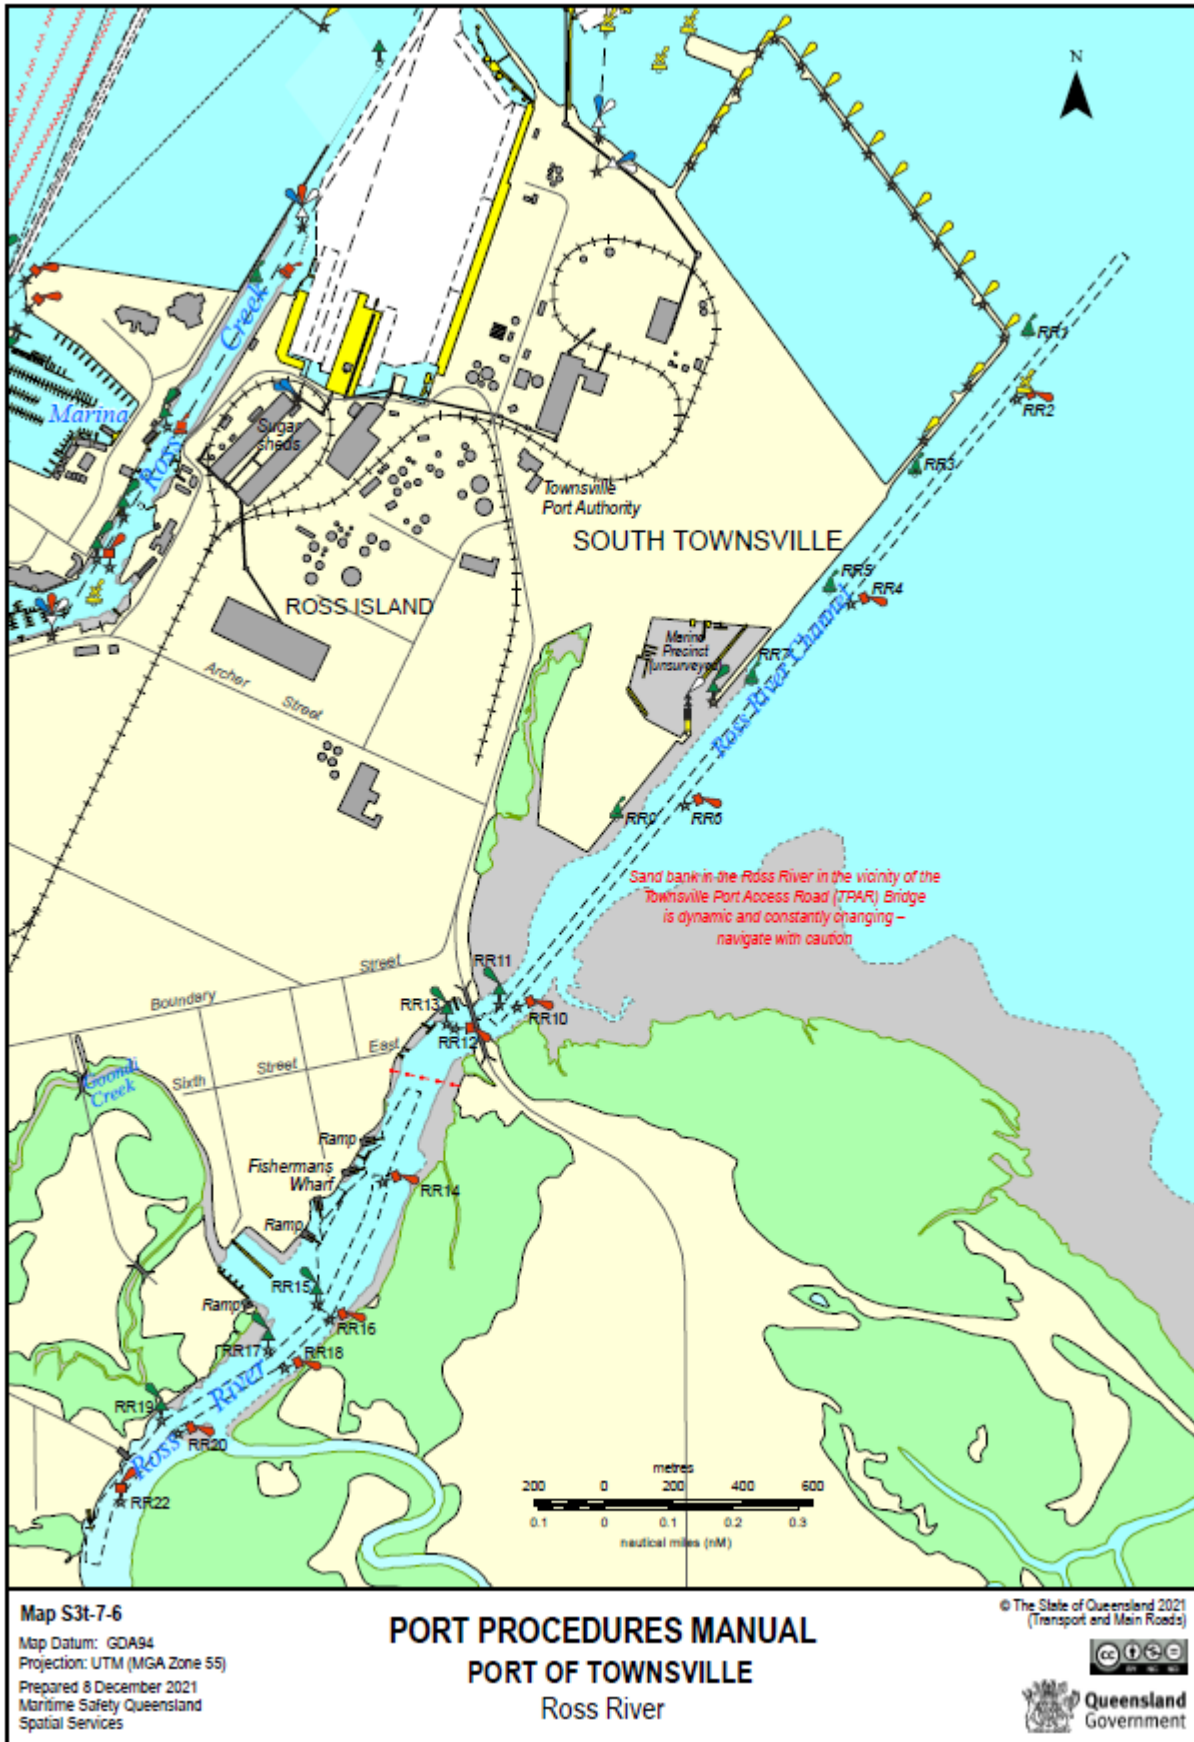 N
RR1
RR2
RR3
Creek
Marina
Ross
Sugar
Sheds
Townsville
Port Authority
SOUTH TOWNSVILLE
RR5
RR4
ROSS ISLAND
Marine
Precinct
(unsurveyed)
RR7
Archer
Street
Ross River Channel
RR9
RR6
Sand bank in the Ross River in the vicinity of the
Townsville Port Access Road (TPAR) Bridge
is dynamic and constantly changing –
navigate with caution
Boundary
Street
RR11
RR13
RR10
RR12
East
Sixth
Street
Goondi
Creek
Ramp
Fishermans
Wharf
RR14
Ramp
RR15
Ramp
RR16
RR17
RR18
River
RR19
Ross
RR20
RR22
metres
200 0 200 400 600
0.1 0 0.1 0.2 0.3
nautical miles (nM)
Map S3t-7-6
Map Datum: GDA94
Projection: UTM (MGA Zone 55)
Prepared 8 December 2021
Maritime Safety Queensland
Spatial Services
PORT PROCEDURES MANUAL
PORT OF TOWNSVILLE
Ross River
© The State of Queensland 2021
(Transport and Main Roads)
cc
BY NC ND
Queensland
Government